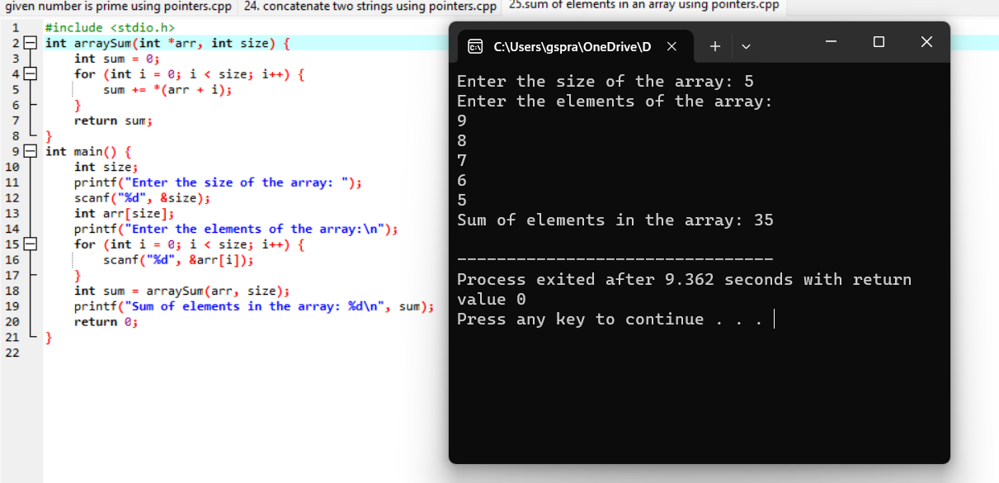 given number is prime using pointers.cpp 24. concatenate two strings using pointers.cpp 25.sum of elements in an array using pointers.cpp
1 #include <stdio.h>
2 int arraySum(int *arr, int size) {
3 int sum = 0;
4 for (int i = 0; i < size; i++) {
5 sum += *(arr + i);
6 }
7 return sum;
8 }
9 int main() {
10 int size;
11 printf("Enter the size of the array: ");
12 scanf("%d", &size);
13 int arr[size];
14 printf("Enter the elements of the array:\n");
15 for (int i = 0; i < size; i++) {
16 scanf("%d", &arr[i]);
17 }
18 int sum = arraySum(arr, size);
19 printf("Sum of elements in the array: %d\n", sum);
20 return 0;
21 }
22
C:\Users\gspra\OneDrive\D
Enter the size of the array: 5
Enter the elements of the array:
9
8
7
6
5
Sum of elements in the array: 35
--------------------------------
Process exited after 9.362 seconds with return
value 0
Press any key to continue . . .